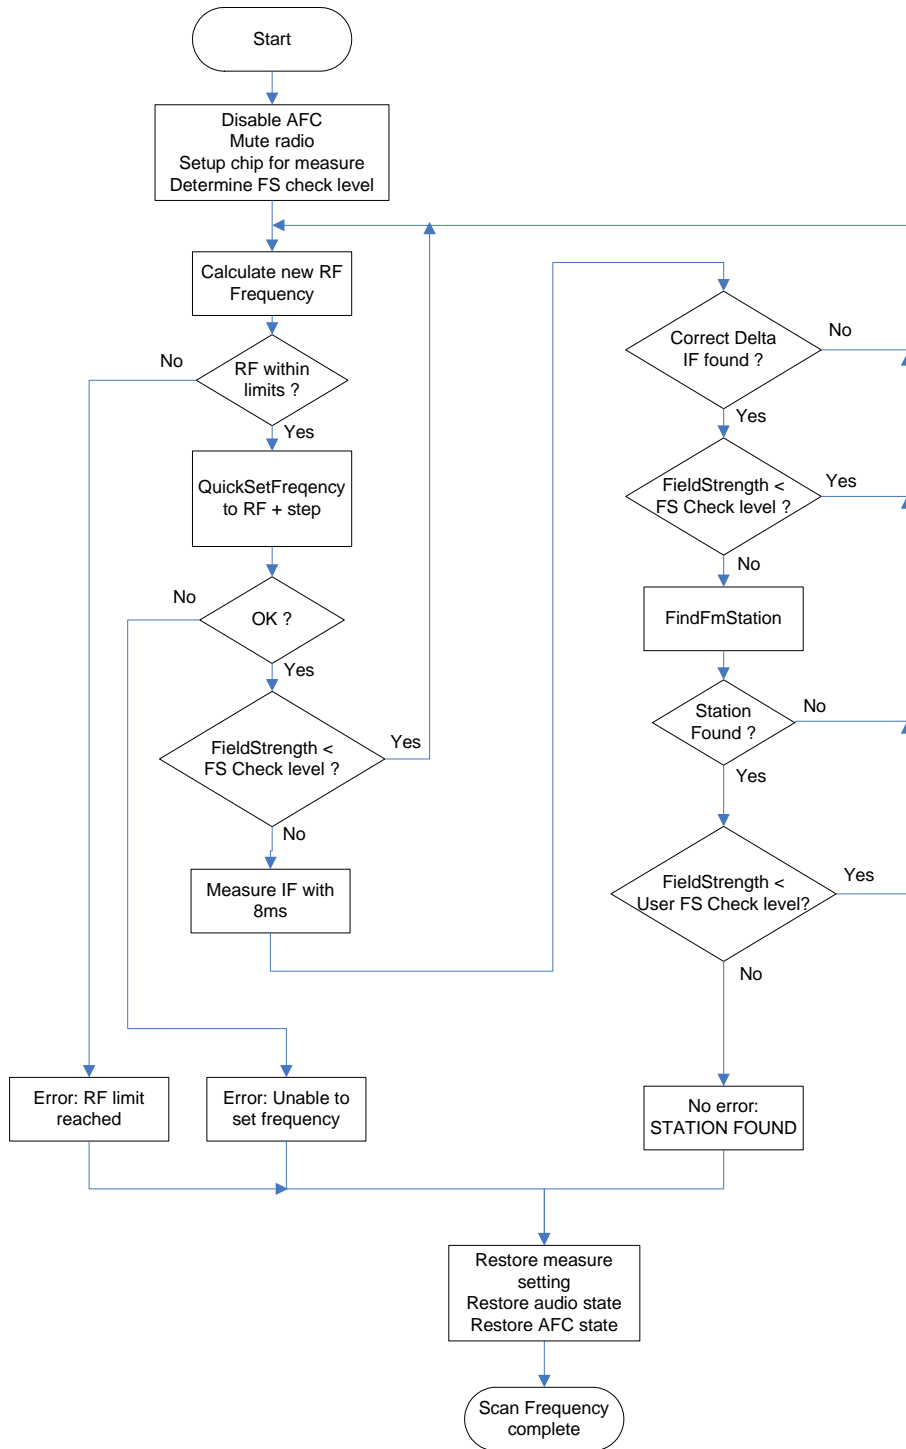 Start
Disable AFC
Mute radio
Setup chip for measure
Determine FS check level
Calculate new RF
Frequency
No
RF within
limits ?
Yes
QuickSetFreqency
to RF + step
No
OK ?
Yes
FieldStrength <
FS Check level ?
Yes
No
Measure IF with
8ms
Correct Delta
IF found ?
No
Yes
FieldStrength <
FS Check level ?
Yes
No
FindFmStation
Station
Found ?
No
Yes
FieldStrength <
User FS Check level?
Yes
No
Error: RF limit
reached
Error: Unable to
set frequency
No error:
STATION FOUND
Restore measure
setting
Restore audio state
Restore AFC state
Scan Frequency
complete